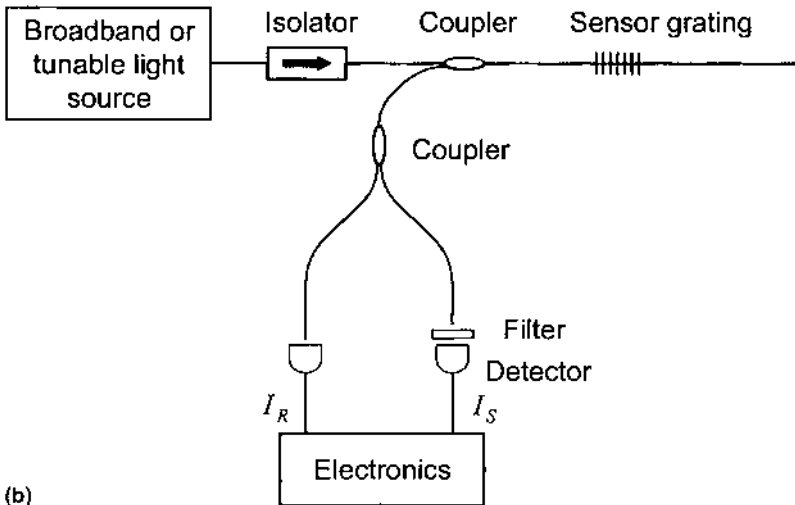 Broadband or
tunable light
source
Isolator
Coupler
Sensor grating
Coupler
Filter
Detector
I_R
I_S
Electronics
(b)